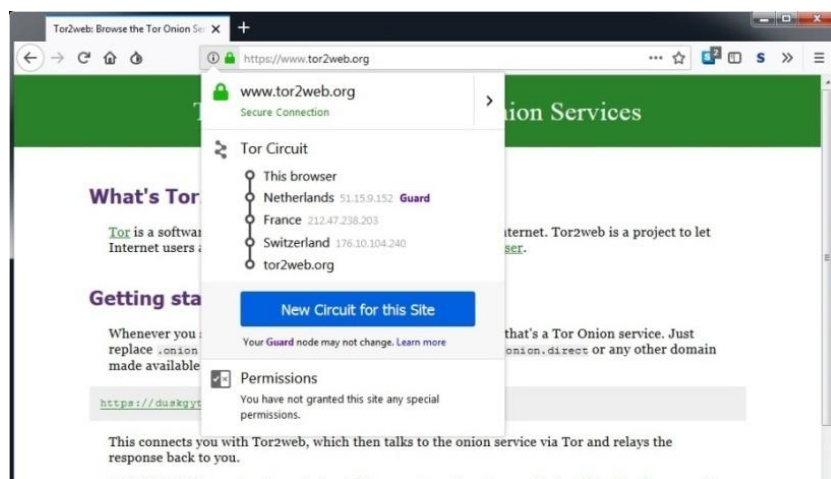 Tor2web: Browse the Tor Onion Ser
https://www.tor2web.org
www.tor2web.org
Secure Connection
ion Services
Tor Circuit
This browser
Netherlands 51.15.9.152 Guard
France 212.47.238.203
Switzerland 176.10.104.240
tor2web.org
New Circuit for this Site
Your Guard node may not change. Learn more
Permissions
You have not granted this site any special
permissions.
What's Tor
Tor is a softwar
ternet. Tor2web is a project to let
Internet users a
ser.
Getting sta
Whenever you
that's a Tor Onion service. Just
replace .onion
onion.direct or any other domain
made available
https://duskgyt
This connects you with Tor2web, which then talks to the onion service via Tor and relays the
response back to you.